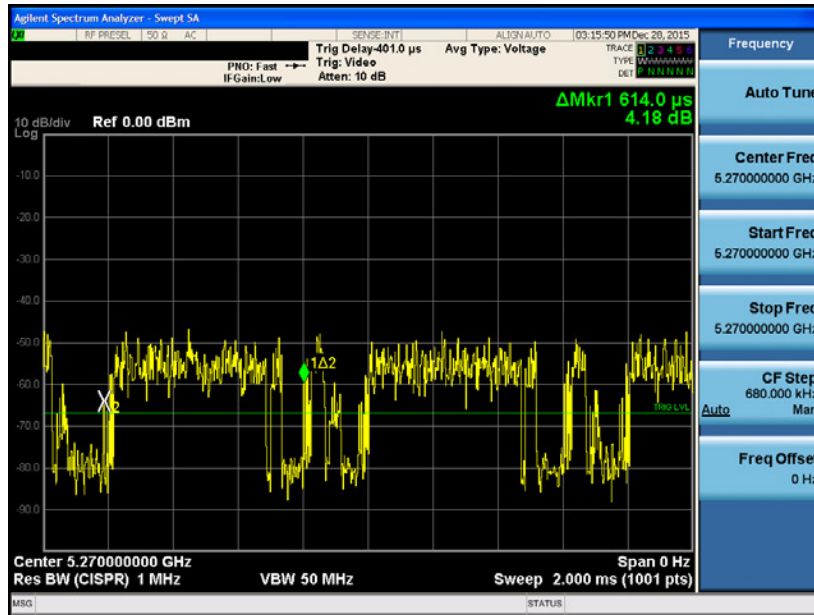 Agilent Spectrum Analyzer - Swept SA
RF PRESEL 50 Ω AC SENSE:INT ALIGN AUTO 03:15:50 PM Dec 28, 2015
Trig Delay-401.0 µs Avg Type: Voltage TRACE 1 2 3 4 5 6
PNO: Fast Trig: Video TYPE
IFGain:Low Atten: 10 dB DET P N N N N N
ΔMkr1 614.0 µs
4.18 dB
10 dB/div Ref 0.00 dBm
Log
-10.0
-20.0
-30.0
-40.0
-50.0
-60.0
-70.0
-80.0
-90.0
1Δ2
X2
TRIG LVL
Center 5.270000000 GHz Span 0 Hz
Res BW (CISPR) 1 MHz VBW 50 MHz Sweep 2.000 ms (1001 pts)
MSG STATUS
Frequency
Auto Tune
Center Freq
5.270000000 GHz
Start Freq
5.270000000 GHz
Stop Freq
5.270000000 GHz
CF Step
680.000 kHz
Auto Man
Freq Offset
0 Hz